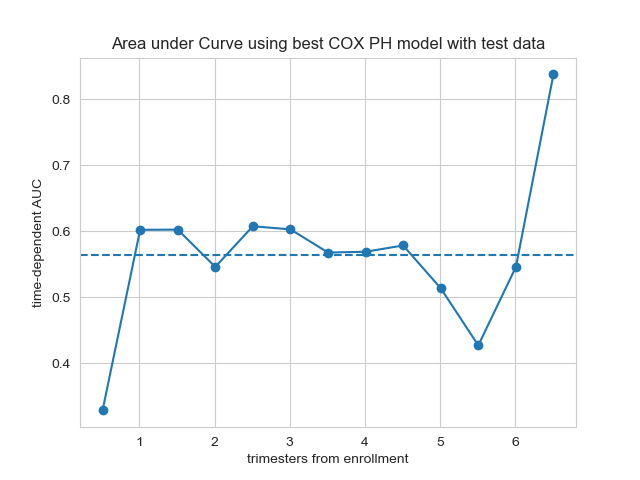 Area under Curve using best COX PH model with test data
time-dependent AUC
0.8
0.7
0.6
0.5
0.4
1 2 3 4 5 6
trimesters from enrollment